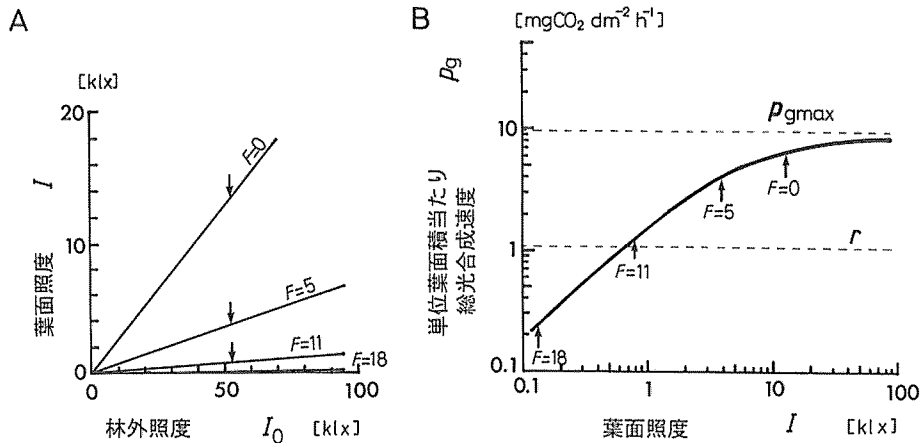 A
[klx]
20
10
0
葉面照度 I
F=0
F=5
F=11
F=18
0
50
100
林外照度 I₀ [klx]
B
[mgCO₂ dm⁻² h⁻¹]
pg
単位葉面積当たり
総光合成速度
10
1
0.1
pgmax
r
F=0
F=5
F=11
F=18
0.1
1
10
100
葉面照度 I [klx]